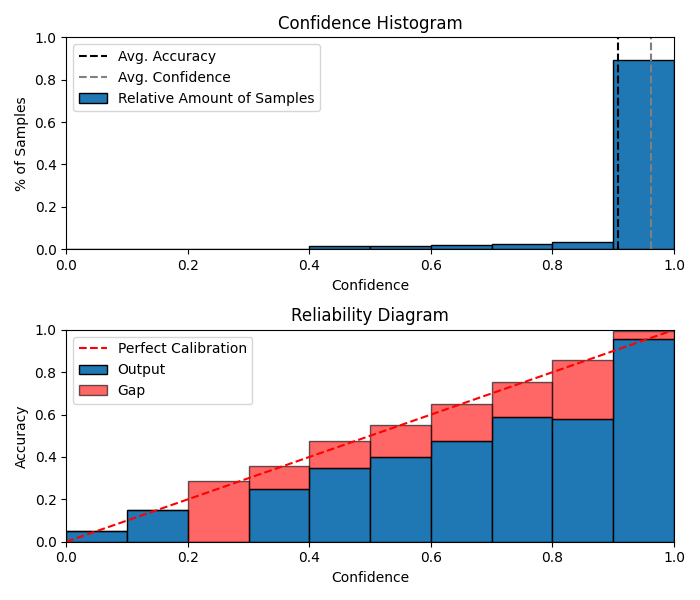 Confidence Histogram
1.0
0.8
0.6
0.4
0.2
0.0
% of Samples
Avg. Accuracy
Avg. Confidence
Relative Amount of Samples
0.0 0.2 0.4 0.6 0.8 1.0
Confidence
Reliability Diagram
1.0
0.8
0.6
0.4
0.2
0.0
Accuracy
Perfect Calibration
Output
Gap
0.0 0.2 0.4 0.6 0.8 1.0
Confidence